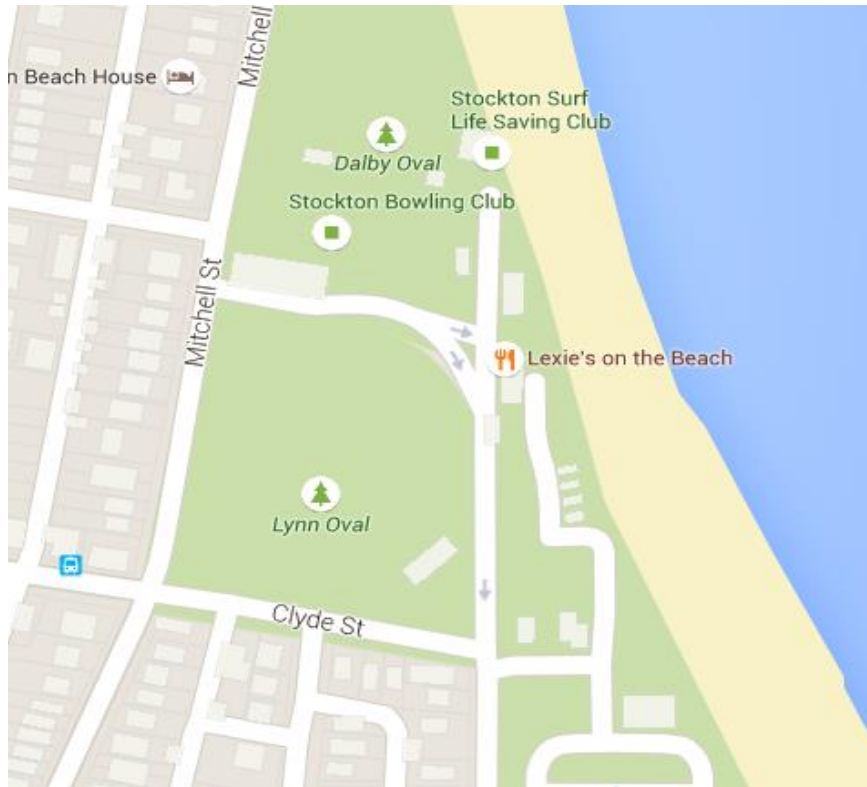 Mitchell
n Beach House
Stockton Surf
Life Saving Club
Dalby Oval
Stockton Bowling Club
Mitchell St
Lexie's on the Beach
Lynn Oval
Clyde St